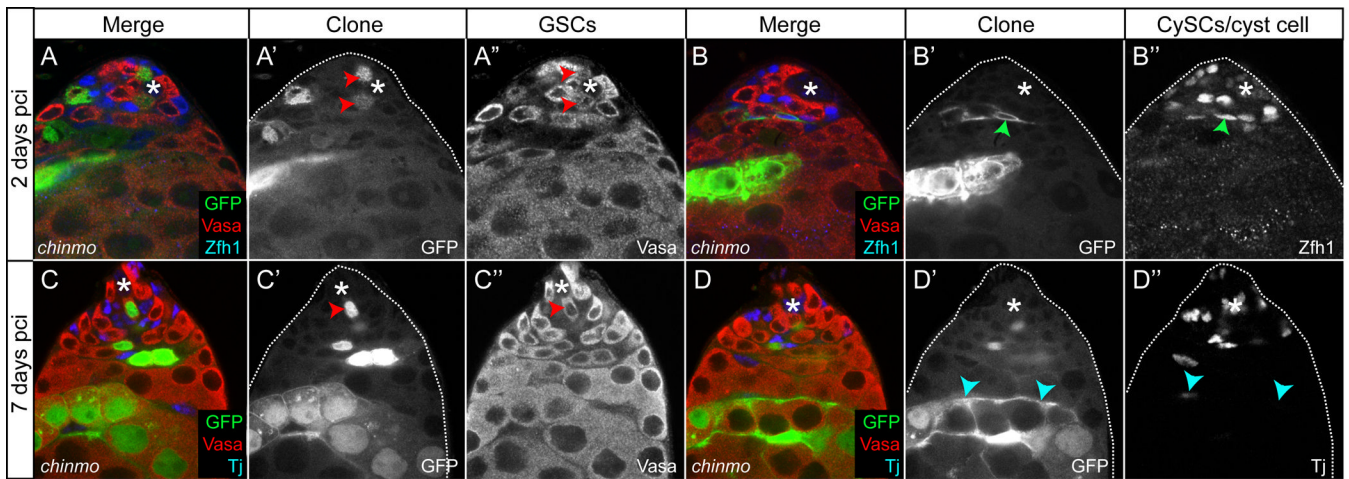 Merge Clone GSCs Merge Clone CySCs/cyst cell
2 days pci
A A' A" B B' B"
* * * * * *
GFP
Vasa
Zfh1
chinmo
GFP
Vasa
GFP
Vasa
Zfh1
chinmo
GFP
Zfh1
7 days pci
C C' C" D D' D"
* * * * * *
GFP
Vasa
Tj
chinmo
GFP
Vasa
GFP
Vasa
Tj
chinmo
GFP
Tj